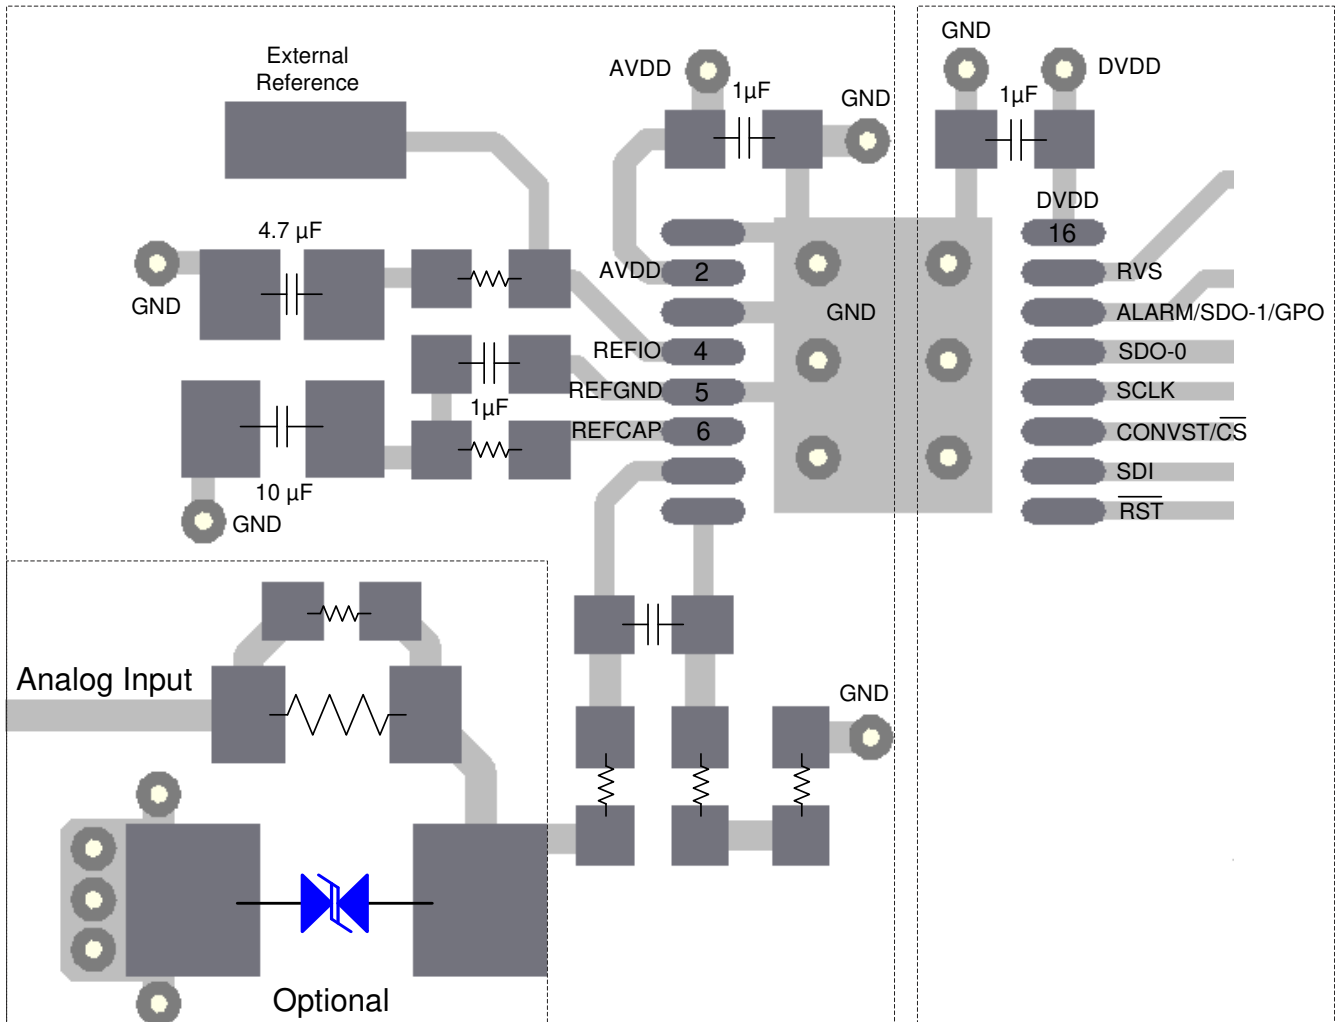 External
Reference
AVDD
1µF
GND
GND
1µF
DVDD
4.7 µF
GND
10 µF
GND
1µF
AVDD
2
REFIO
4
REFGND
5
REFCAP
6
GND
DVDD
16
RVS
ALARM/SDO-1/GPO
SDO-0
SCLK
CONVST/CS
SDI
RST
Analog Input
GND
Optional